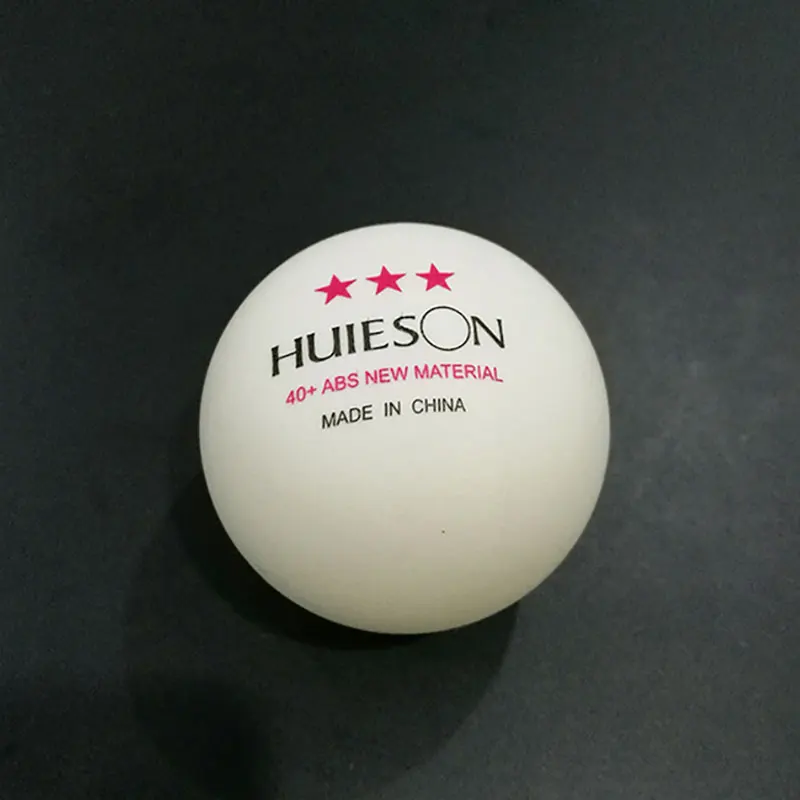 ★★★
HUIESON
40+ ABS NEW MATERIAL
MADE IN CHINA